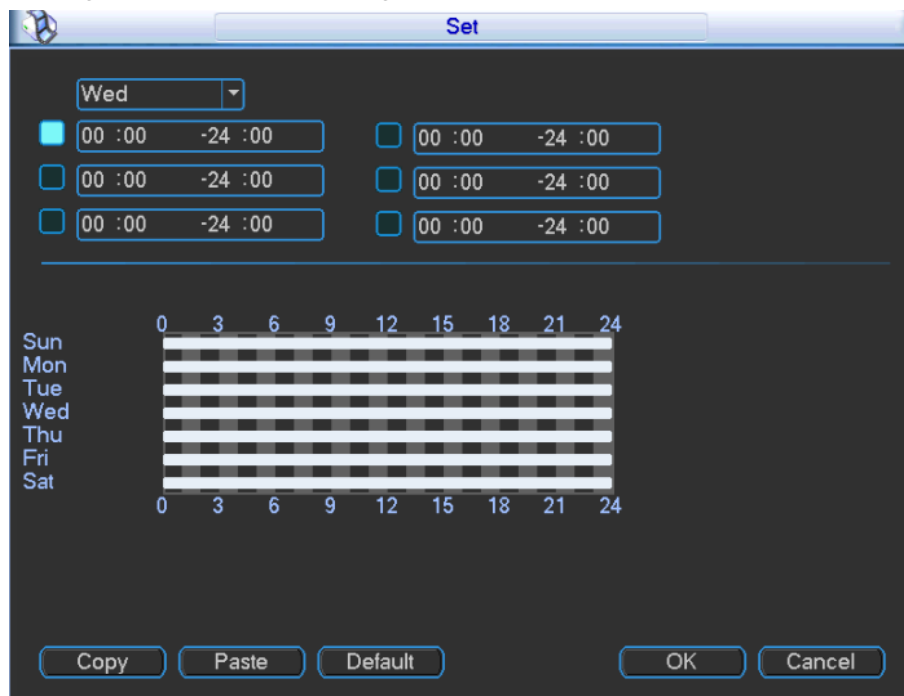 Set
Wed
00 :00 -24 :00 00 :00 -24 :00
00 :00 -24 :00 00 :00 -24 :00
00 :00 -24 :00 00 :00 -24 :00
0 3 6 9 12 15 18 21 24
Sun
Mon
Tue
Wed
Thu
Fri
Sat
0 3 6 9 12 15 18 21 24
Copy Paste Default OK Cancel